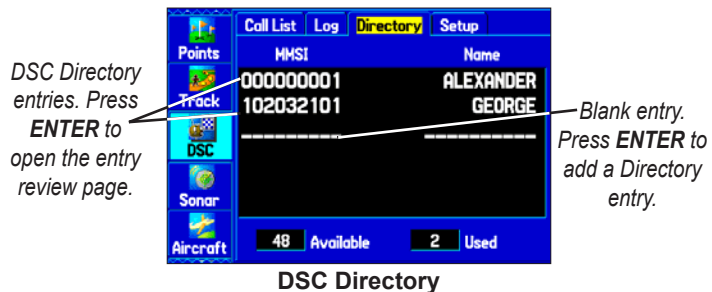 DSC Directory
entries. Press
ENTER to
open the entry
review page.
Points
Track
DSC
Sonar
Aircraft
Call List Log Directory Setup
MMSI Name
000000001 ALEXANDER
102032101 GEORGE
_________ __________
48 Available 2 Used
Blank entry.
Press ENTER to
add a Directory
entry.
DSC Directory